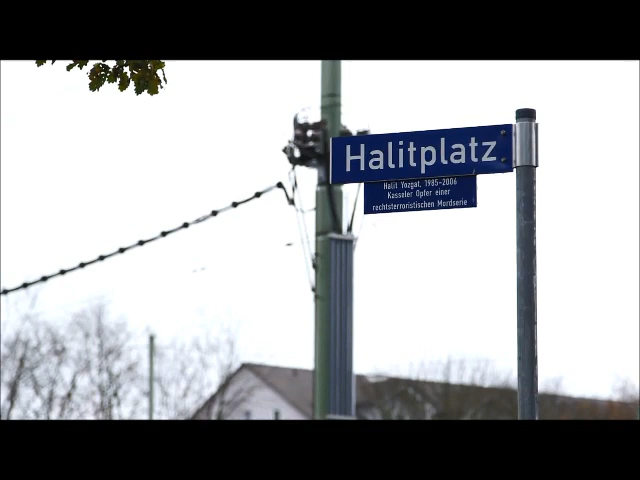 Halitplatz
Halit Yozgat, 1985-2006
Kasseler Opfer einer
rechtsterroristischen Mordserie